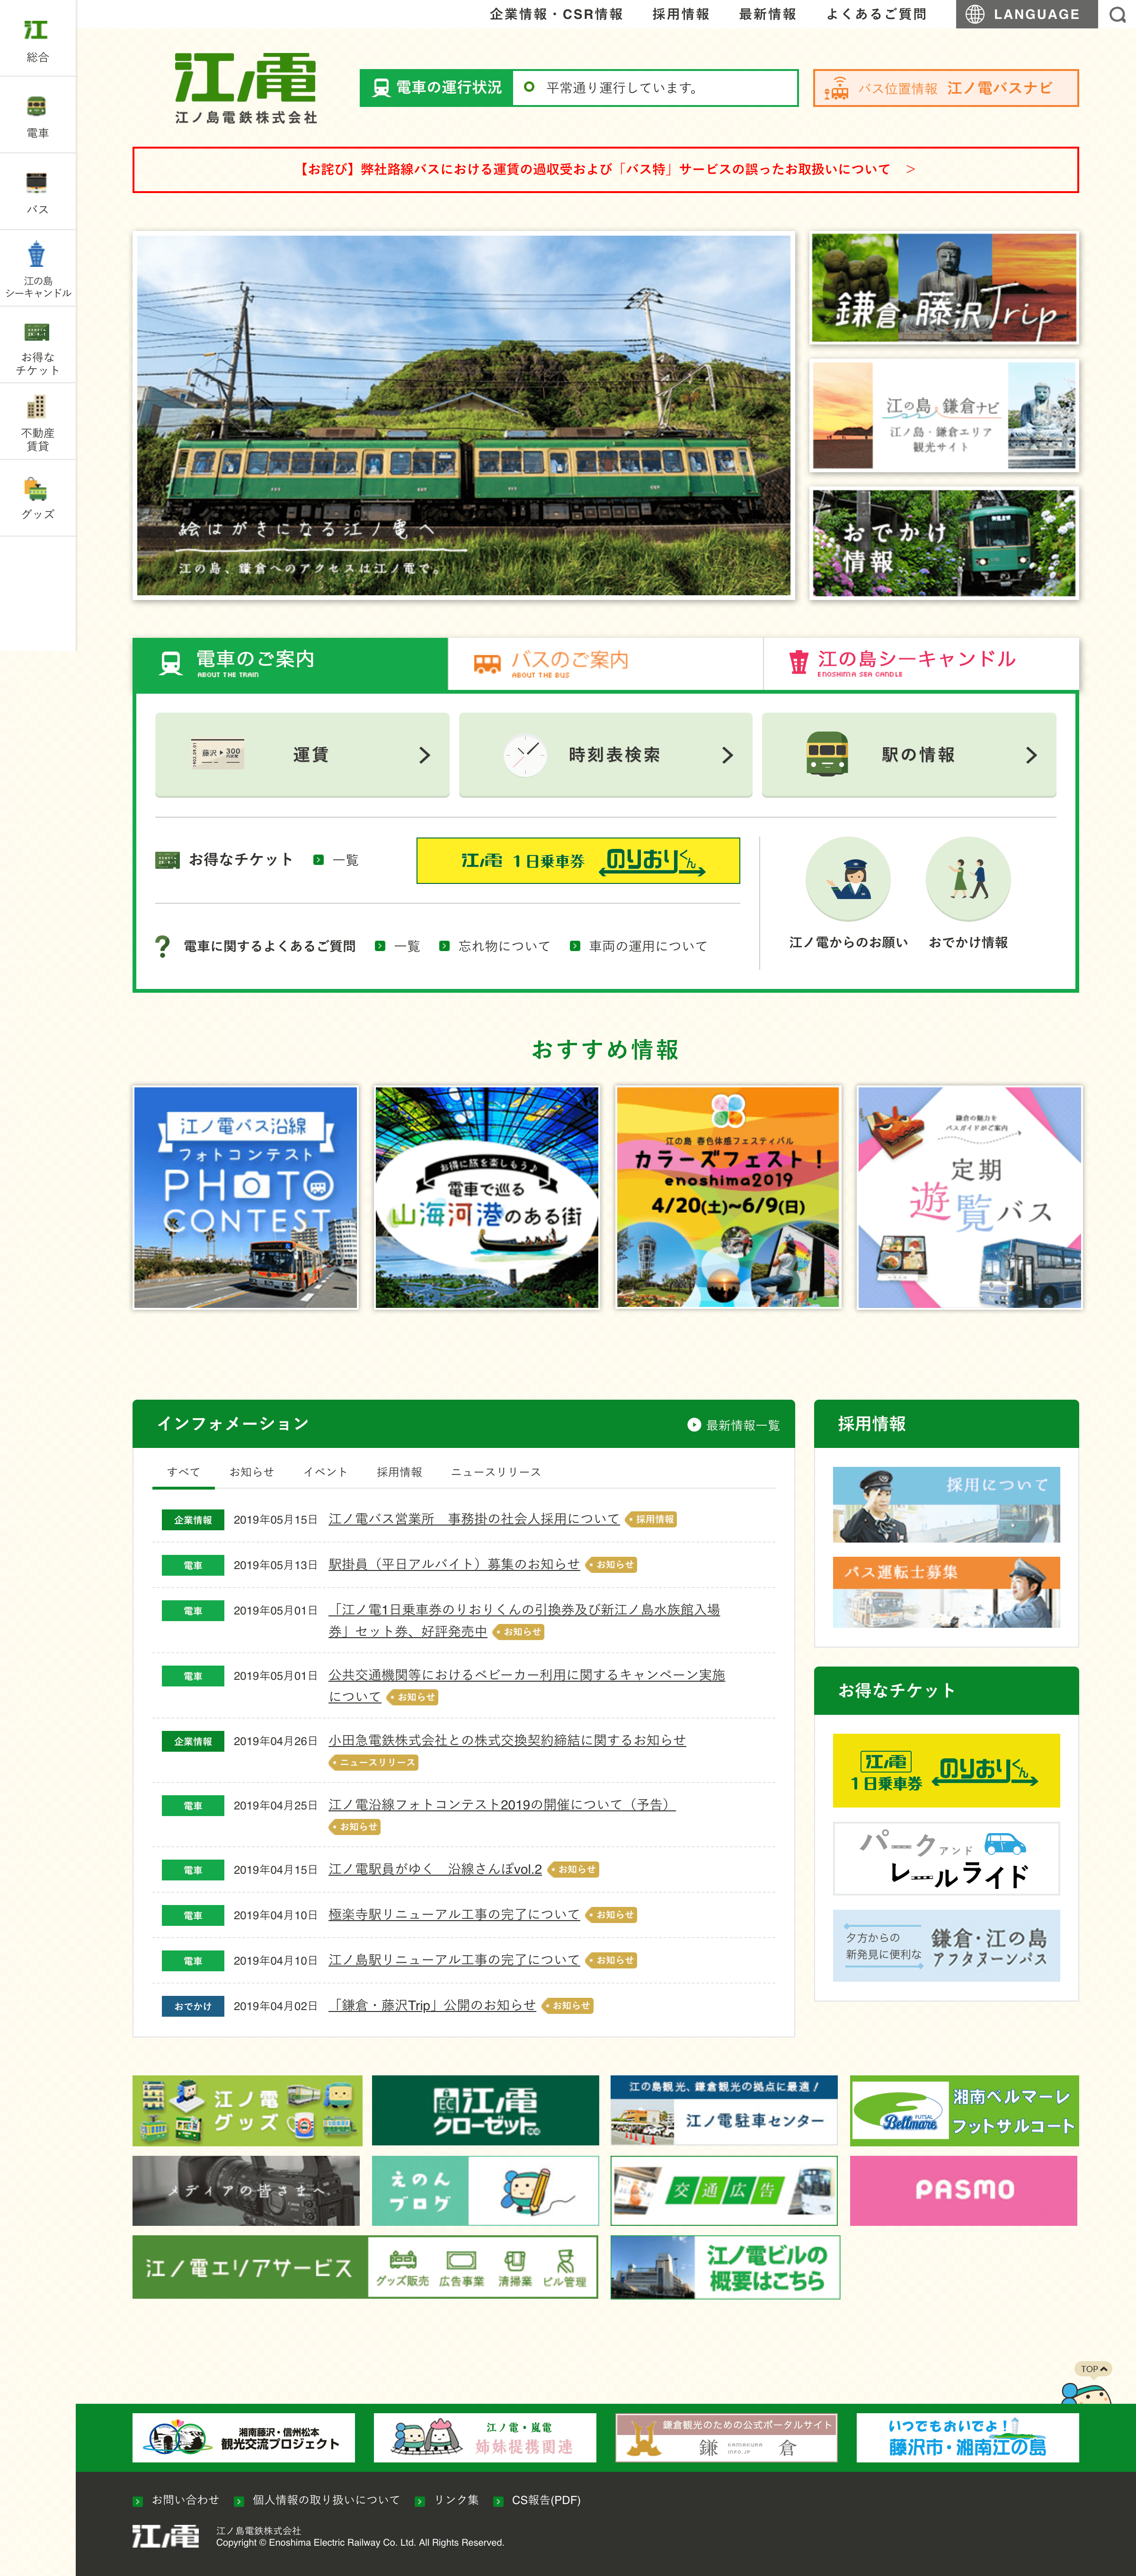 企業情報・CSR情報
採用情報
最新情報
よくあるご質問
LANGUAGE
江
総合
電車
バス
江の島
シーキャンドル
お得な
チケット
不動産
賃貸
グッズ
江ノ電
江ノ島電鉄株式会社
電車の運行状況
平常通り運行しています。
バス位置情報 江ノ電バスナビ
【お詫び】弊社路線バスにおける運賃の過収受および「バス特」サービスの誤ったお取扱いについて ＞
絵はがきになる江ノ電へ
江の島、鎌倉へのアクセスは江ノ電で。
鎌倉・藤沢Trip
江の島 鎌倉ナビ
江ノ島・鎌倉エリア
観光サイト
おでかけ
情報
電車のご案内
ABOUT THE TRAIN
バスのご案内
ABOUT THE BUS
江の島シーキャンドル
ENOSHIMA SEA CANDLE
藤沢 ▶ 300
運賃
時刻表検索
駅の情報
お得なチケット
一覧
江ノ電 1日乗車券 のりおりくん
? 電車に関するよくあるご質問
一覧
忘れ物について
車両の運用について
江ノ電からのお願い
おでかけ情報
おすすめ情報
江ノ電バス沿線
フォトコンテスト
PHOTO
CONTEST
お得に旅を楽しもう♪
電車で巡る
山海河港のある街
江の島 春色体感フェスティバル
カラーズフェスト！
enoshima2019
4/20(土)〜6/9(日)
鎌倉の魅力を
バスガイドがご案内
定期
遊覧バス
インフォメーション
最新情報一覧
すべて
お知らせ
イベント
採用情報
ニュースリリース
企業情報 2019年05月15日 江ノ電バス営業所　事務掛の社会人採用について 採用情報
電車 2019年05月13日 駅掛員（平日アルバイト）募集のお知らせ お知らせ
電車 2019年05月01日 「江ノ電1日乗車券のりおりくんの引換券及び新江ノ島水族館入場
券」セット券、好評発売中 お知らせ
電車 2019年05月01日 公共交通機関等におけるベビーカー利用に関するキャンペーン実施
について お知らせ
企業情報 2019年04月26日 小田急電鉄株式会社との株式交換契約締結に関するお知らせ
ニュースリリース
電車 2019年04月25日 江ノ電沿線フォトコンテスト2019の開催について（予告）
お知らせ
電車 2019年04月15日 江ノ電駅員がゆく　沿線さんぽvol.2 お知らせ
電車 2019年04月10日 極楽寺駅リニューアル工事の完了について お知らせ
電車 2019年04月10日 江ノ島駅リニューアル工事の完了について お知らせ
おでかけ 2019年04月02日 「鎌倉・藤沢Trip」公開のお知らせ お知らせ
採用情報
採用について
バス運転士募集
お得なチケット
江ノ電
1日乗車券 のりおりくん
パークアンド
レールライド
夕方からの
新発見に便利な
鎌倉・江の島
アフタヌーンパス
江ノ電
グッズ
江ノ電
クローゼット
江の島観光、鎌倉観光の拠点に最適！
江ノ電駐車センター
FUTSAL
Bellmare
湘南ベルマーレ
フットサルコート
メディアの皆さまへ
えのん
ブログ
交通広告
PASMO
江ノ電エリアサービス
グッズ販売
広告事業
清掃業
ビル管理
江ノ電ビルの
概要はこちら
TOP
湘南藤沢・信州松本
観光交流プロジェクト
江ノ電・嵐電
姉妹提携関連
鎌倉観光のための公式ポータルサイト
鎌 KAMAKURA INFO.JP 倉
いつでもおいでよ！
藤沢市・湘南江の島
お問い合わせ
個人情報の取り扱いについて
リンク集
CS報告(PDF)
江ノ電
江ノ島電鉄株式会社
Copyright © Enoshima Electric Railway Co. Ltd. All Rights Reserved.